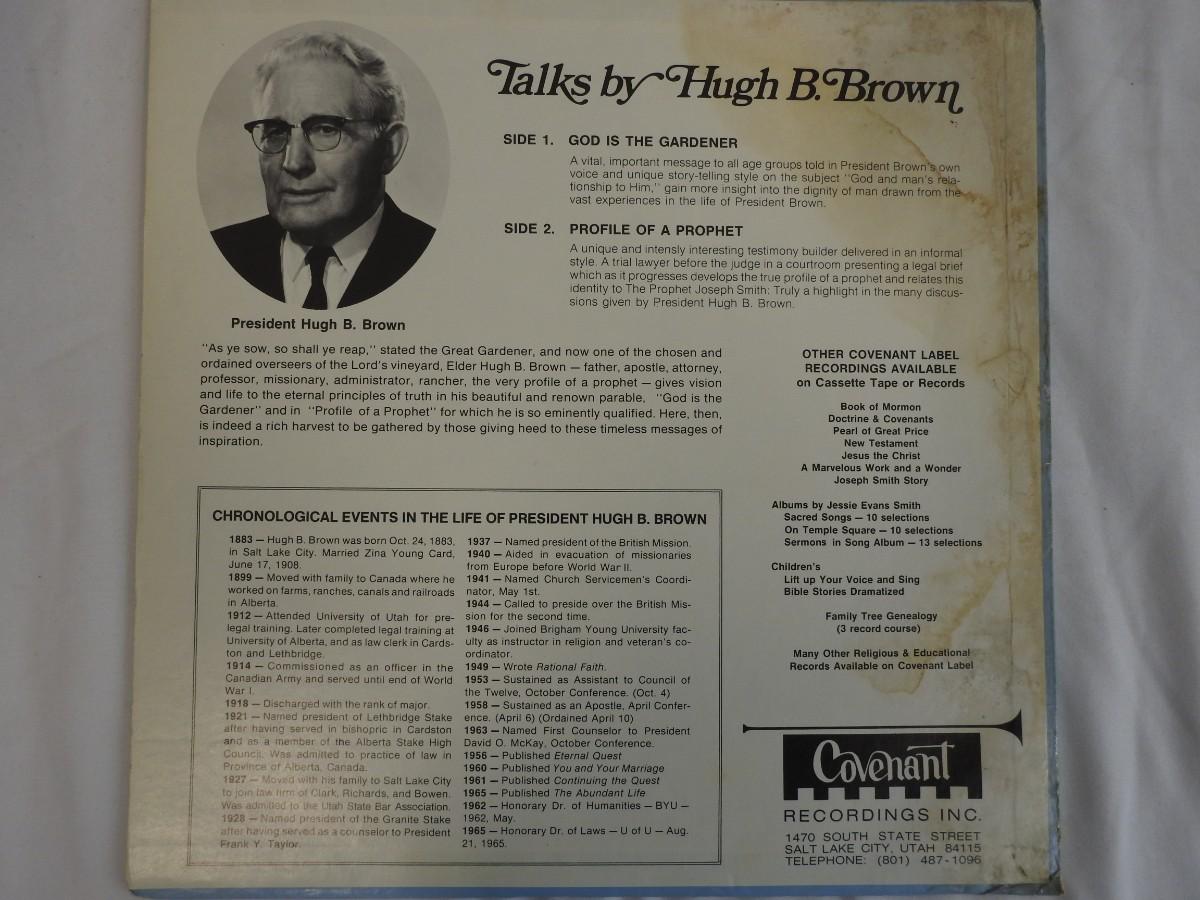 Talks by Hugh B. Brown
SIDE 1. GOD IS THE GARDENER
A vital, important message to all age groups told in President Brown's own
voice and unique story-telling style on the subject "God and man's rela-
tionship to Him," gain more insight into the dignity of man drawn from the
vast experiences in the life of President Brown.
SIDE 2. PROFILE OF A PROPHET
A unique and intensly interesting testimony builder delivered in an informal
style. A trial lawyer before the judge in a courtroom presenting a legal brief
which as it progresses develops the true profile of a prophet and relates this
identity to The Prophet Joseph Smith: Truly a highlight in the many discus-
sions given by President Hugh B. Brown.
President Hugh B. Brown
"As ye sow, so shall ye reap," stated the Great Gardener, and now one of the chosen and
ordained overseers of the Lord's vineyard, Elder Hugh B. Brown — father, apostle, attorney,
professor, missionary, administrator, rancher, the very profile of a prophet — gives vision
and life to the eternal principles of truth in his beautiful and renown parable, "God is the
Gardener" and in "Profile of a Prophet" for which he is so eminently qualified. Here, then,
is indeed a rich harvest to be gathered by those giving heed to these timeless messages of
inspiration.
CHRONOLOGICAL EVENTS IN THE LIFE OF PRESIDENT HUGH B. BROWN
1883 — Hugh B. Brown was born Oct. 24, 1883,
in Salt Lake City. Married Zina Young Card,
June 17, 1908.
1899 — Moved with family to Canada where he
worked on farms, ranches, canals and railroads
in Alberta.
1912 — Attended University of Utah for pre-
legal training. Later completed legal training at
University of Alberta, and as law clerk in Cards-
ton and Lethbridge.
1914 — Commissioned as an officer in the
Canadian Army and served until end of World
War I.
1918 — Discharged with the rank of major.
1921 — Named president of Lethbridge Stake
after having served in bishopric in Cardston
and as a member of the Alberta Stake High
Council. Was admitted to practice of law in
Province of Alberta, Canada.
1927 — Moved with his family to Salt Lake City
to join law firm of Clark, Richards, and Bowen.
Was admitted to the Utah State Bar Association.
1928 — Named president of the Granite Stake
after having served as a counselor to President
Frank Y. Taylor.
1937 — Named president of the British Mission.
1940 — Aided in evacuation of missionaries
from Europe before World War II.
1941 — Named Church Servicemen's Coordi-
nator, May 1st.
1944 — Called to preside over the British Mis-
sion for the second time.
1946 — Joined Brigham Young University fac-
ulty as instructor in religion and veteran's co-
ordinator.
1949 — Wrote Rational Faith.
1953 — Sustained as Assistant to Council of
the Twelve, October Conference. (Oct. 4)
1958 — Sustained as an Apostle, April Confer-
ence. (April 6) (Ordained April 10)
1963 — Named First Counselor to President
David O. McKay, October Conference.
1956 — Published Eternal Quest
1960 — Published You and Your Marriage
1961 — Published Continuing the Quest
1965 — Published The Abundant Life
1962 — Honorary Dr. of Humanities — BYU —
1962, May.
1965 — Honorary Dr. of Laws — U of U — Aug.
21, 1965.
OTHER COVENANT LABEL
RECORDINGS AVAILABLE
on Cassette Tape or Records
Book of Mormon
Doctrine & Covenants
Pearl of Great Price
New Testament
Jesus the Christ
A Marvelous Work and a Wonder
Joseph Smith Story
Albums by Jessie Evans Smith
Sacred Songs — 10 selections
On Temple Square — 10 selections
Sermons in Song Album — 13 selections
Children's
Lift up Your Voice and Sing
Bible Stories Dramatized
Family Tree Genealogy
(3 record course)
Many Other Religious & Educational
Records Available on Covenant Label
Covenant
RECORDINGS INC.
1470 SOUTH STATE STREET
SALT LAKE CITY, UTAH 84115
TELEPHONE: (801) 487-1096